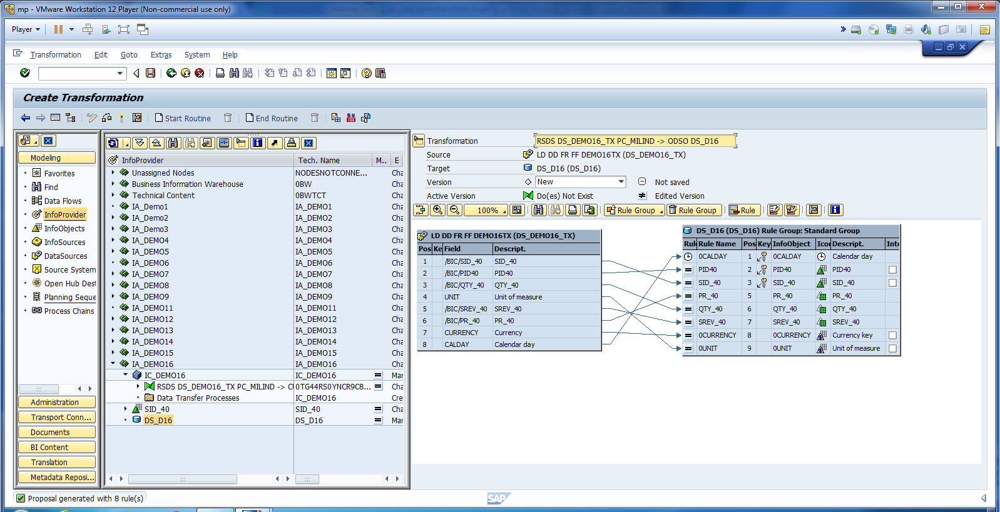 mp - VMware Workstation 12 Player (Non-commercial use only)
Player
Transformation Edit Goto Extras System Help
Create Transformation
Start Routine End Routine
Modeling
Favorites
Find
Data Flows
InfoProvider
InfoObjects
InfoSources
DataSources
Source System
Open Hub Dest
Planning Seque
Process Chains
Administration
Transport Conn...
Documents
BI Content
Translation
Metadata Reposi...
InfoProvider Tech. Name M.. E
Unassigned Nodes NODESNOTCONNE... Cha
Business Information Warehouse 0BW Cha
Technical Content 0BWTCT Cha
IA_Demo1 IA_DEMO1 Cha
IA_Demo2 IA_DEMO2 Cha
IA_Demo3 IA_DEMO3 Cha
IA_DEMO4 IA_DEMO4 Cha
IA_DEMO5 IA_DEMO5 Cha
IA_DEMO6 IA_DEMO6 Cha
IA_DEMO7 IA_DEMO7 Cha
IA_DEMO8 IA_DEMO8 Cha
IA_DEMO9 IA_DEMO9 Cha
IA_DEMO11 IA_DEMO11 Cha
IA_DEMO12 IA_DEMO12 Cha
IA_DEMO13 IA_DEMO13 Cha
IA_DEMO14 IA_DEMO14 Cha
IA_DEMO15 IA_DEMO15 Cha
IA_DEMO16 IA_DEMO16 Cha
IC_DEMO16 IC_DEMO16 = Mar
RSDS DS_DEMO16_TX PC_MILIND -> 0TG44RS0YNCR9C8... = Cha
Data Transfer Processes IC_DEMO16 Cre
SID_40 SID_40 = Cha
DS_D16 DS_D16 = Mar
Transformation RSDS DS_DEMO16_TX PC_MILIND -> ODSO DS_D16
Source LD DD FR FF DEMO16TX (DS_DEMO16_TX)
Target DS_D16 (DS_D16)
Version New Not saved
Active Version Do(es) Not Exist Edited Version
100% Rule Group Rule Group Rule
LD DD FR FF DEMO16TX (DS_DEMO16_TX)
Pos Ke Field Descript.
1 /BIC/SID_40 SID_40
2 /BIC/PID40 PID40
3 /BIC/QTY_40 QTY_40
4 UNIT Unit of measure
5 /BIC/SREV_40 SREV_40
6 /BIC/PR_40 PR_40
7 CURRENCY Currency
8 CALDAY Calendar day
DS_D16 (DS_D16) Rule Group: Standard Group
Rul Rule Name Pos Key InfoObject Icon Descript. Inte
0CALDAY 1 0CALDAY Calendar day
= PID40 2 PID40 PID40
= SID_40 3 SID_40 SID_40
= PR_40 5 PR_40 PR_40
= QTY_40 6 QTY_40 QTY_40
= SREV_40 7 SREV_40 SREV_40
= 0CURRENCY 8 0CURRENCY Currency key
= 0UNIT 9 0UNIT Unit of measure
Proposal generated with 8 rule(s)
SAP